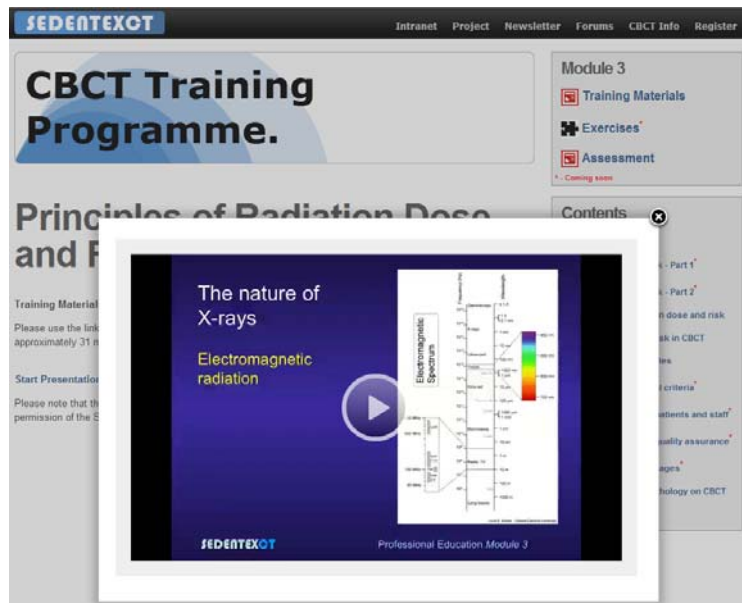 SEDENTEXCT
Intranet Project Newsletter Forums CBCT Info Register
CBCT Training
Programme.
Module 3
Training Materials
Exercises*
Assessment
* - Coming soon
Principles of Radiation Dose
and
Contents
Training Material
Please use the link
approximately 31 m
Start Presentation
Please note that th
permission of the S
k - Part 1*
k - Part 2*
n dose and risk
sk in CBCT
l criteria*
atients and staff*
uality assurance*
ages*
hology on CBCT
The nature of
X-rays
Electromagnetic
radiation
Electromagnetic
Spectrum
Wavelength
SEDENTEXCT
Professional Education Module 3